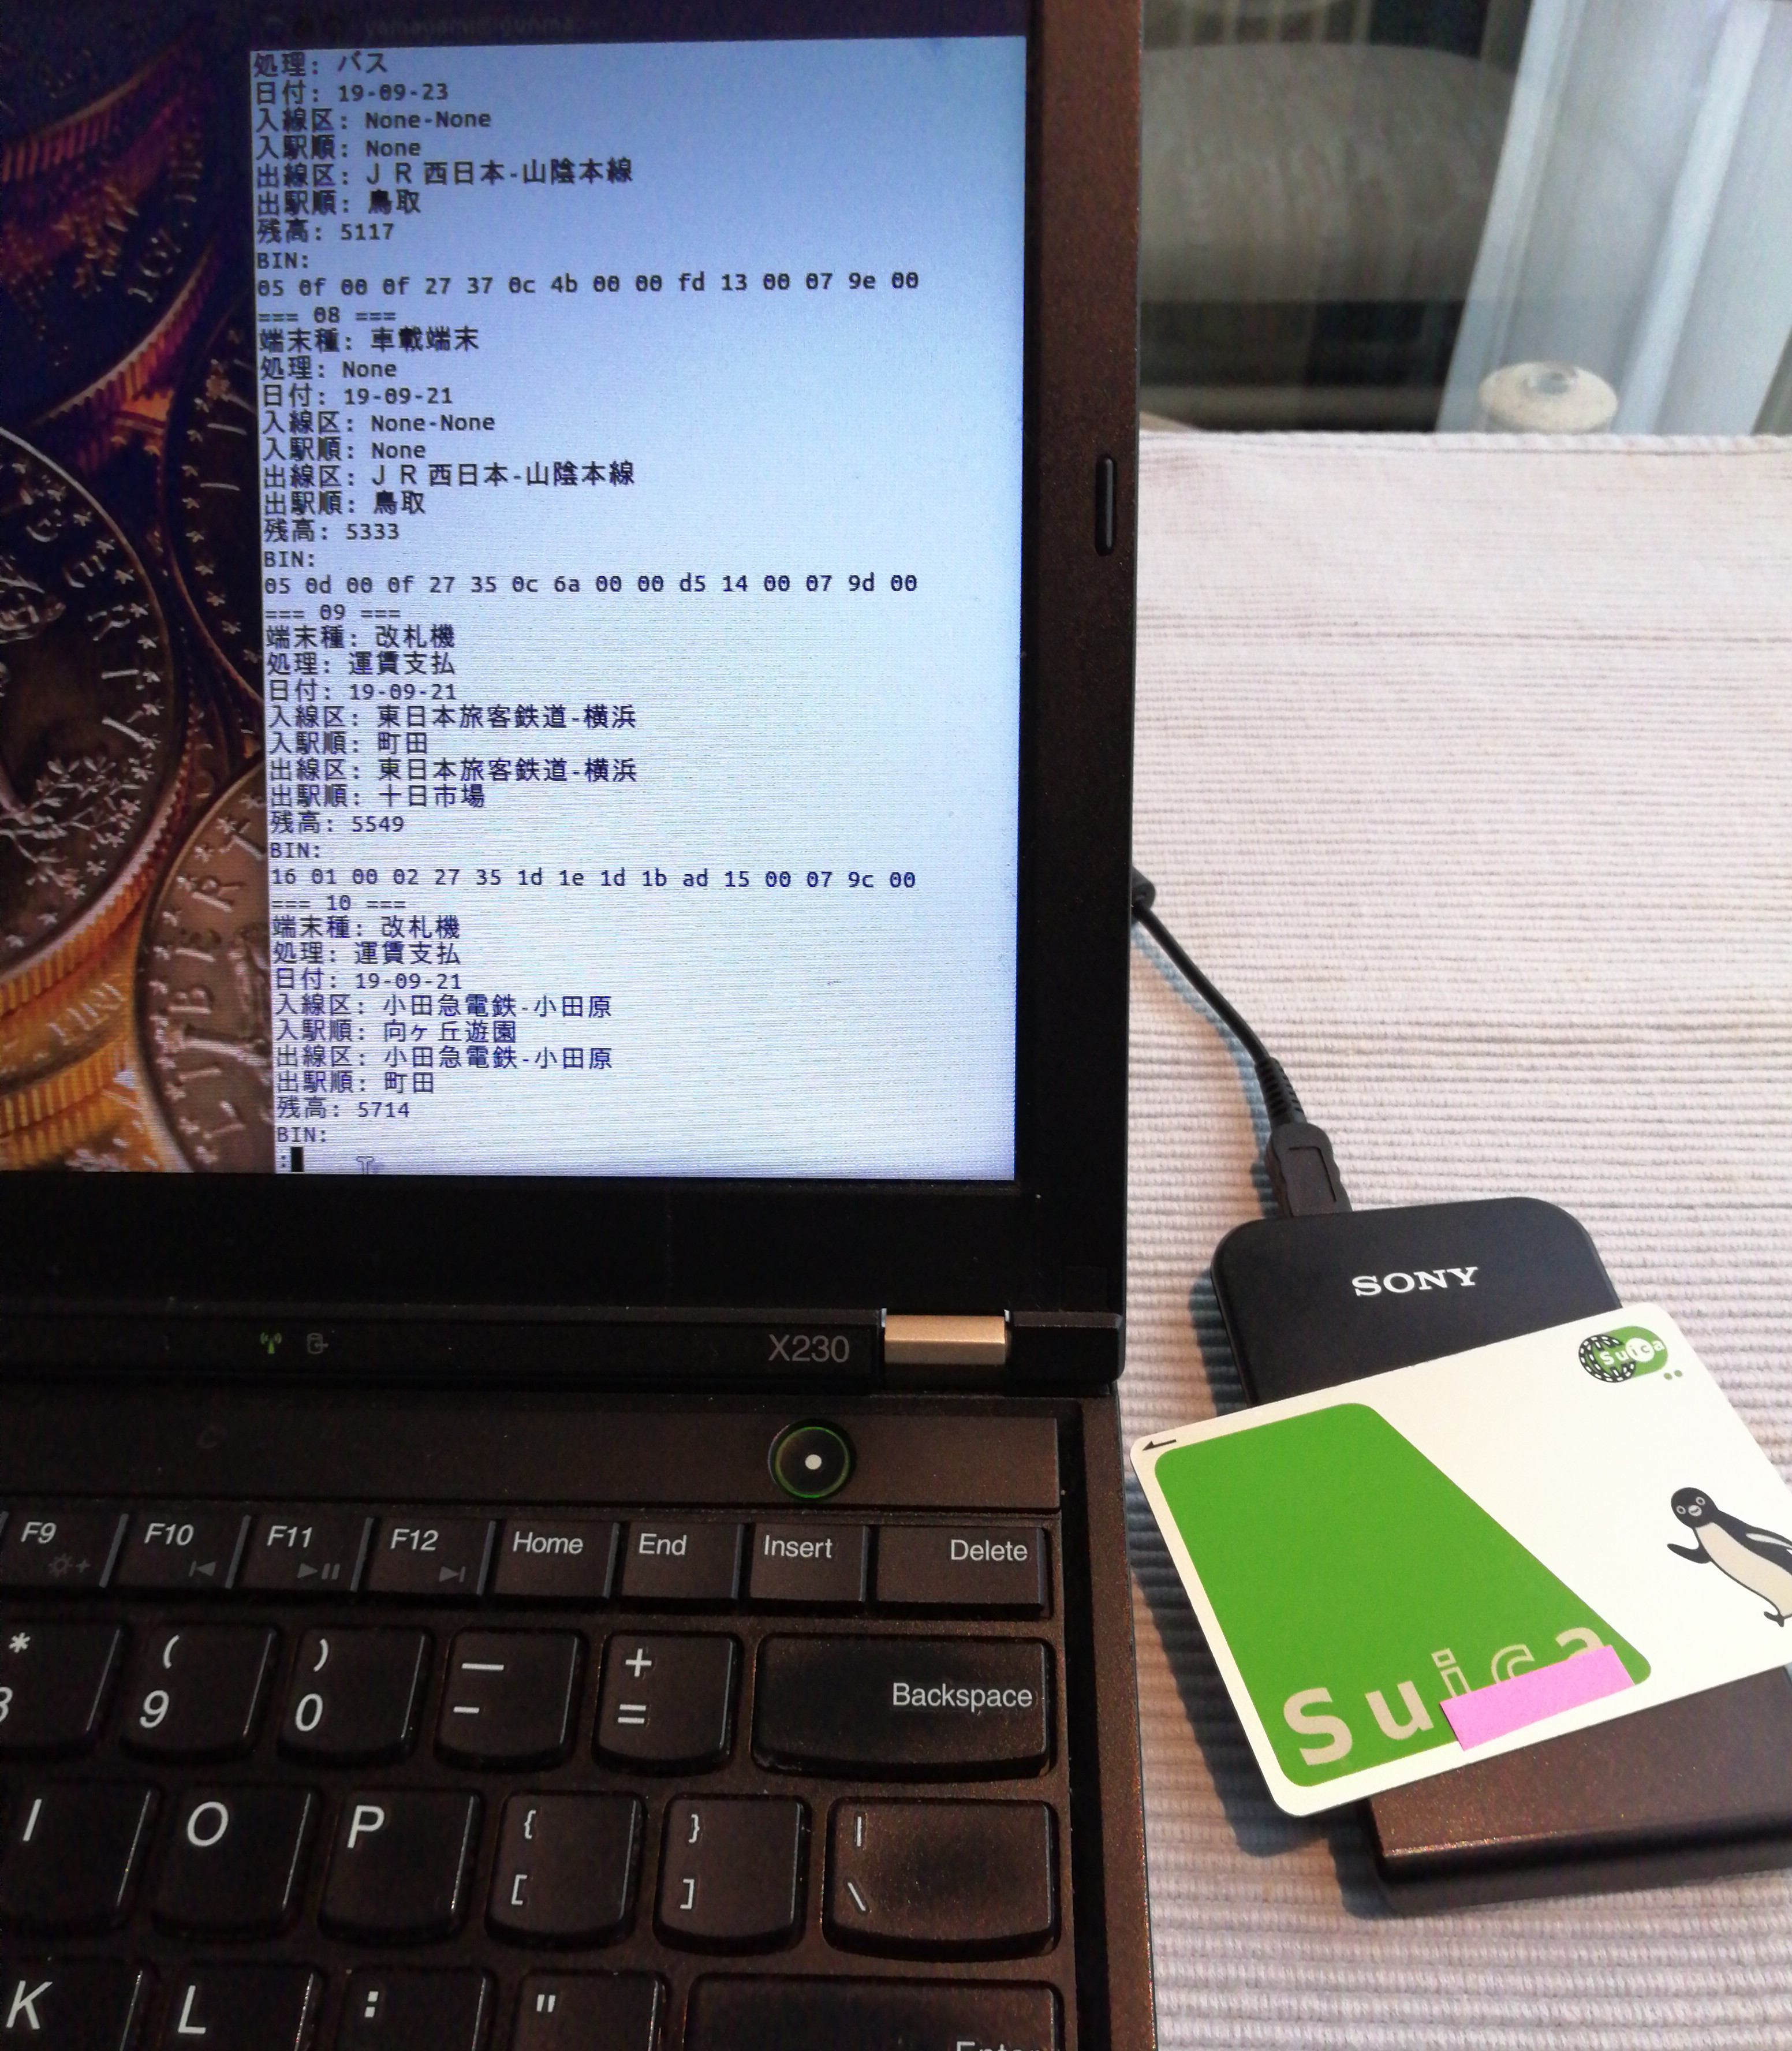 処理: バス
日付: 19-09-23
入線区: None-None
入駅順: None
出線区: ＪＲ西日本-山陰本線
出駅順: 鳥取
残高: 5117
BIN:
05 0f 00 0f 27 37 0c 4b 00 00 fd 13 00 07 9e 00
=== 08 ===
端末種: 車載端末
処理: None
日付: 19-09-21
入線区: None-None
入駅順: None
出線区: ＪＲ西日本-山陰本線
出駅順: 鳥取
残高: 5333
BIN:
05 0d 00 0f 27 35 0c 6a 00 00 d5 14 00 07 9d 00
=== 09 ===
端末種: 改札機
処理: 運賃支払
日付: 19-09-21
入線区: 東日本旅客鉄道-横浜
入駅順: 町田
出線区: 東日本旅客鉄道-横浜
出駅順: 十日市場
残高: 5549
BIN:
16 01 00 02 27 35 1d 1e 1d 1b ad 15 00 07 9c 00
=== 10 ===
端末種: 改札機
処理: 運賃支払
日付: 19-09-21
入線区: 小田急電鉄-小田原
入駅順: 向ヶ丘遊園
出線区: 小田急電鉄-小田原
出駅順: 町田
残高: 5714
BIN:
:
LIBERT
SONY
X230
Suica
Suica
F9 F10 F11 F12 Home End Insert Delete
* ( ) — +
8 9 0 - = Backspace
I O P { } |
[ ] \
K L : "
Enter